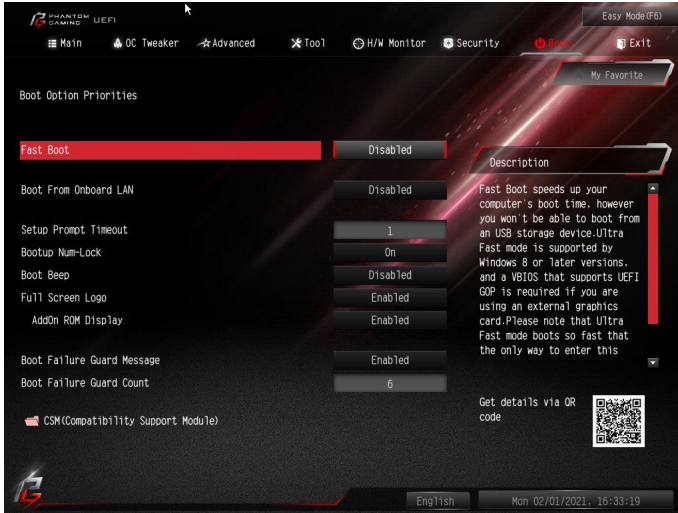 PHANTOM
GAMING UEFI
Easy Mode(F6)
Main OC Tweaker Advanced Tool H/W Monitor Security Boot Exit
My Favorite
Boot Option Priorities
Fast Boot Disabled
Description
Boot From Onboard LAN Disabled
Setup Prompt Timeout 1
Bootup Num-Lock On
Boot Beep Disabled
Full Screen Logo Enabled
AddOn ROM Display Enabled
Boot Failure Guard Message Enabled
Boot Failure Guard Count 6
CSM(Compatibility Support Module)
Fast Boot speeds up your
computer's boot time, however
you won't be able to boot from
an USB storage device.Ultra
Fast mode is supported by
Windows 8 or later versions,
and a VBIOS that supports UEFI
GOP is required if you are
using an external graphics
card.Please note that Ultra
Fast mode boots so fast that
the only way to enter this
Get details via QR
code
English
Mon 02/01/2021. 16:33:19